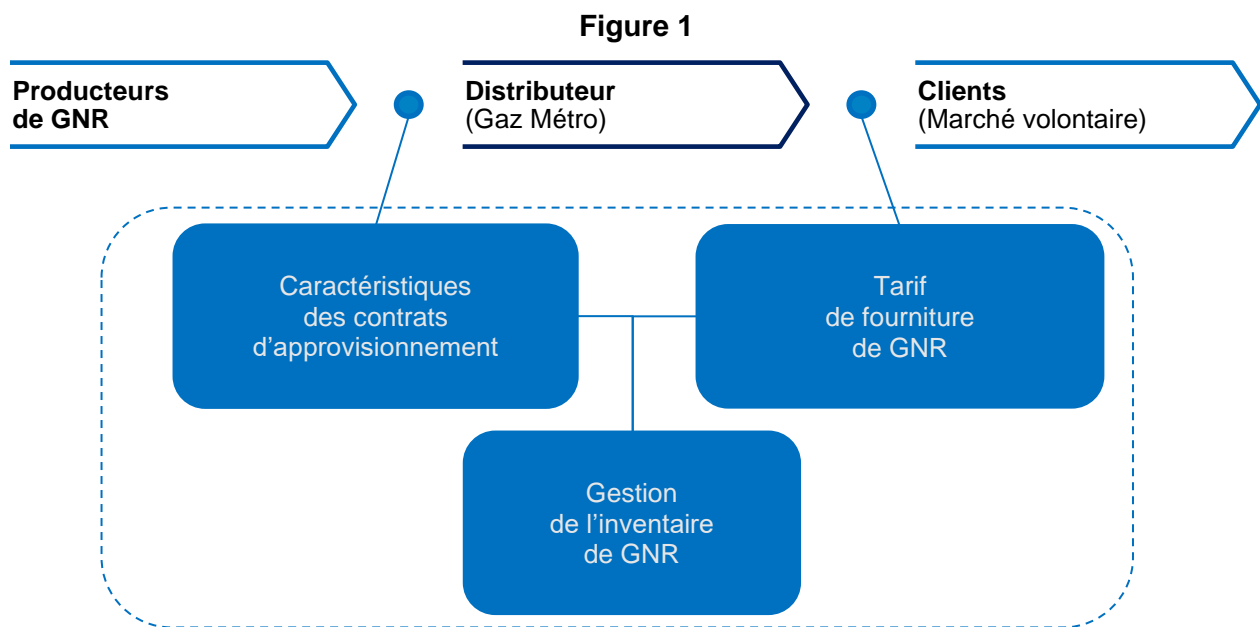 Figure 1
Producteurs
de GNR
Distributeur
(Gaz Métro)
Clients
(Marché volontaire)
Caractéristiques
des contrats
d’approvisionnement
Tarif
de fourniture
de GNR
Gestion
de l’inventaire
de GNR